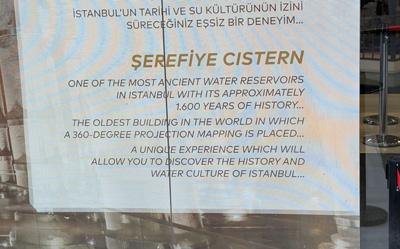 İSTANBUL'UN TARİHİ VE SU KÜLTÜRÜNÜN İZİNİ
SÜRECEĞİNİZ EŞSİZ BİR DENEYİM...
ŞEREFİYE CISTERN
ONE OF THE MOST ANCIENT WATER RESERVOIRS
IN ISTANBUL WITH ITS APPROXIMATELY
1.600 YEARS OF HISTORY...
THE OLDEST BUILDING IN THE WORLD IN WHICH
A 360-DEGREE PROJECTION MAPPING IS PLACED...
A UNIQUE EXPERIENCE WHICH WILL
ALLOW YOU TO DISCOVER THE HISTORY AND
WATER CULTURE OF ISTANBUL...